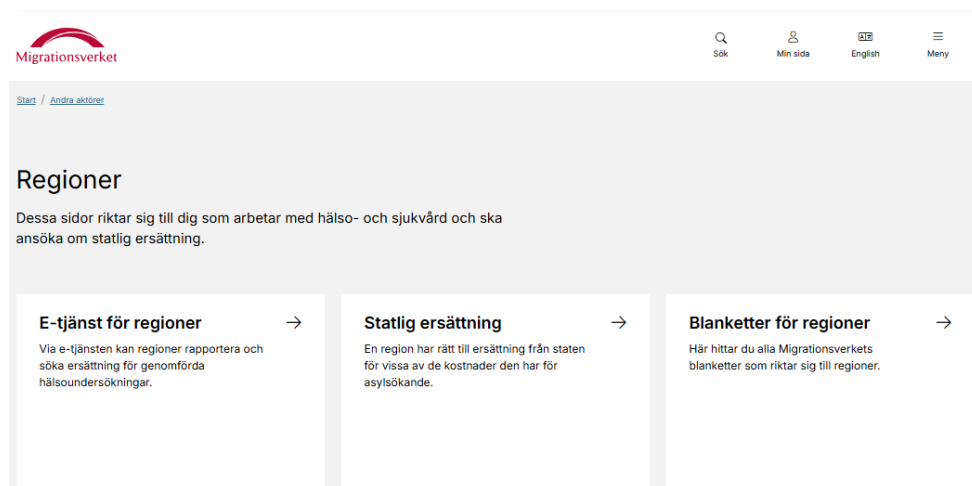 Migrationsverket
Sök
Min sida
English
Meny
Start / Andra aktörer
Regioner
Dessa sidor riktar sig till dig som arbetar med hälso- och sjukvård och ska
ansöka om statlig ersättning.
E-tjänst för regioner
Via e-tjänsten kan regioner rapportera och
söka ersättning för genomförda
hälsoundersökningar.
Statlig ersättning
En region har rätt till ersättning från staten
för vissa av de kostnader den har för
asylsökande.
Blanketter för regioner
Här hittar du alla Migrationsverkets
blanketter som riktar sig till regioner.